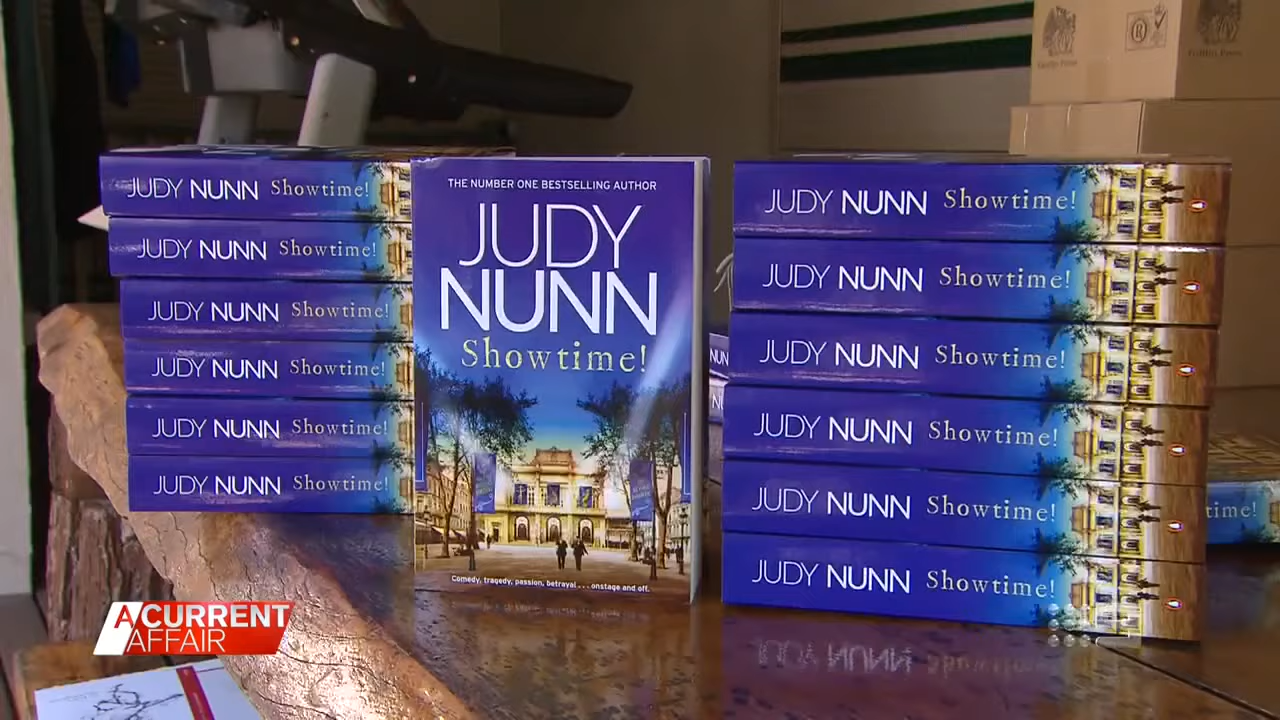 JUDY NUNN Showtime!
JUDY NUNN Showtime!
JUDY NUNN Showtime!
JUDY NUNN Showtime!
JUDY NUNN Showtime!
JUDY NUNN Showtime!
THE NUMBER ONE BESTSELLING AUTHOR
JUDY
NUNN
Showtime!
Comedy, tragedy, passion, betrayal . . . onstage and off.
JUDY NUNN Showtime!
JUDY NUNN Showtime!
JUDY NUNN Showtime!
JUDY NUNN Showtime!
JUDY NUNN Showtime!
JUDY NUNN Showtime!
time!
A CURRENT
AFFAIR